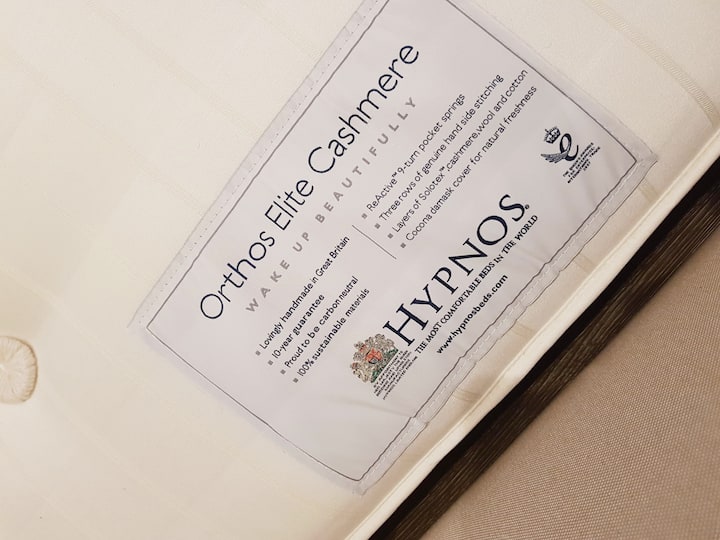 Orthos Elite Cashmere
WAKE UP BEAUTIFULLY
Lovingly handmade in Great Britain
10-year guarantee
Proud to be carbon neutral
100% sustainable materials
ReActive™ 9-turn pocket springs
Three rows of genuine hand side stitching
Layers of Solotex™, cashmere, wool and cotton
Cocona damask cover for natural freshness
HYPNOS®
THE MOST COMFORTABLE BEDS IN THE WORLD
www.hypnosbeds.com